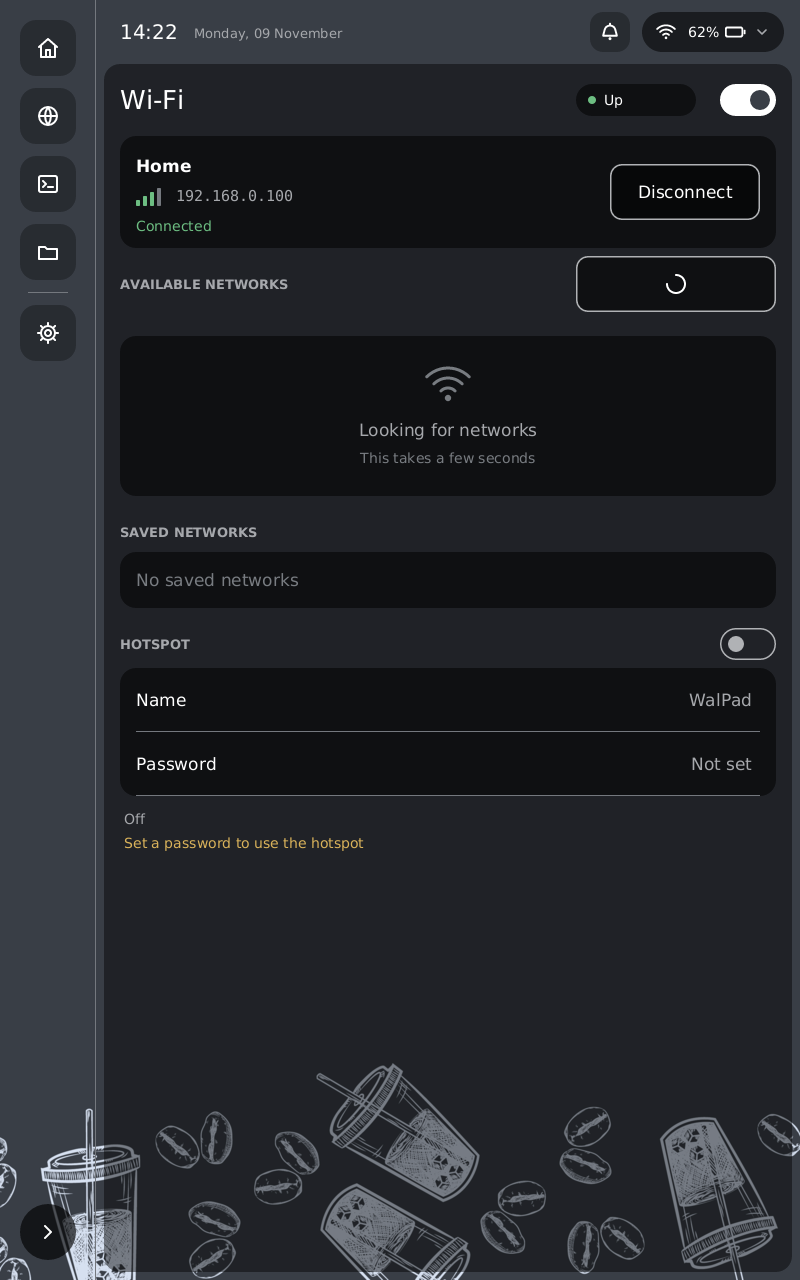 14:22 Monday, 09 November
62%
Wi-Fi
Up
Home
192.168.0.100
Connected
Disconnect
AVAILABLE NETWORKS
Looking for networks
This takes a few seconds
SAVED NETWORKS
No saved networks
HOTSPOT
Name WalPad
Password Not set
Off
Set a password to use the hotspot